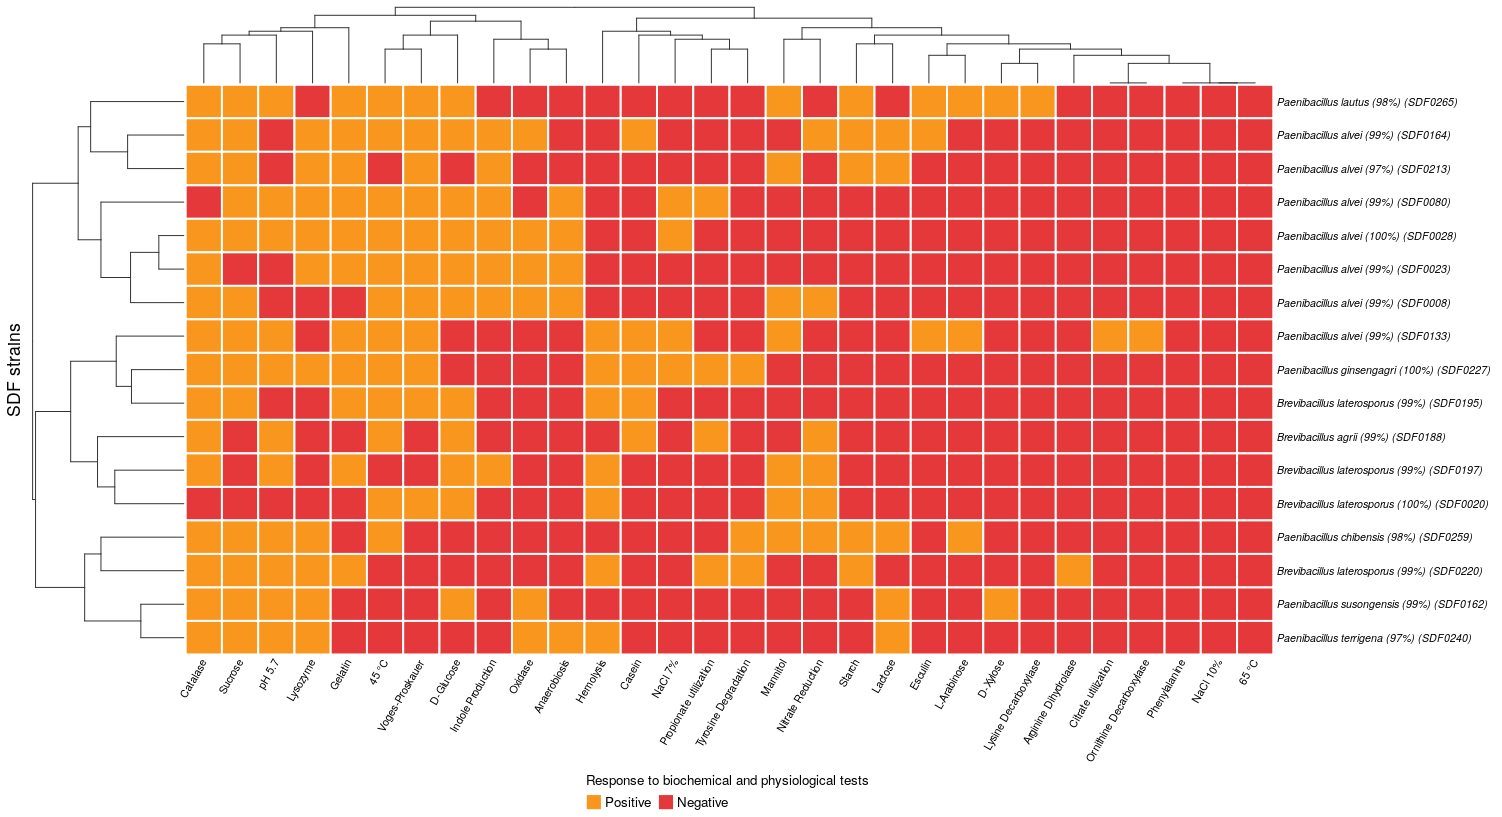 SDF strains
Paenibacillus lautus (98%) (SDF0265)
Paenibacillus alvei (99%) (SDF0164)
Paenibacillus alvei (97%) (SDF0213)
Paenibacillus alvei (99%) (SDF0080)
Paenibacillus alvei (100%) (SDF0028)
Paenibacillus alvei (99%) (SDF0023)
Paenibacillus alvei (99%) (SDF0008)
Paenibacillus alvei (99%) (SDF0133)
Paenibacillus ginsengagri (100%) (SDF0227)
Brevibacillus laterosporus (99%) (SDF0195)
Brevibacillus agrii (99%) (SDF0188)
Brevibacillus laterosporus (99%) (SDF0197)
Brevibacillus laterosporus (100%) (SDF0020)
Paenibacillus chibensis (98%) (SDF0259)
Brevibacillus laterosporus (99%) (SDF0220)
Paenibacillus susongensis (99%) (SDF0162)
Paenibacillus terrigena (97%) (SDF0240)
Catalase
Sucrose
pH 5.7
Lysozyme
Gelatin
45 °C
Voges-Proskauer
D-Glucose
Indole Production
Oxidase
Anaerobiosis
Hemolysis
Casein
NaCl 7%
Propionate utilization
Tyrosine Degradation
Mannitol
Nitrate Reduction
Starch
Lactose
Esculin
L-Arabinose
D-Xylose
Lysine Decarboxylase
Arginine Dihydrolase
Citrate utilization
Ornithine Decarboxylase
Phenylalanine
NaCl 10%
65 °C
Response to biochemical and physiological tests
Positive Negative